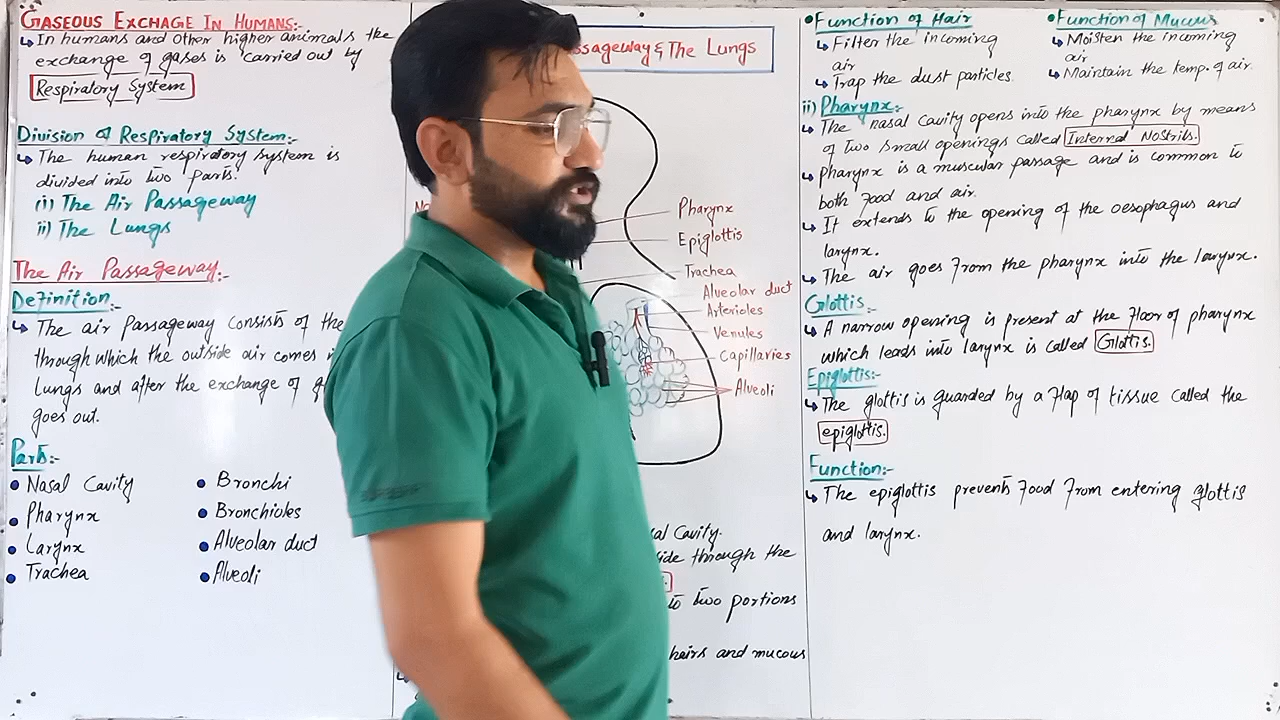 GASEOUS EXCHAGE IN HUMANS:-
↳ In humans and other higher animals the
exchange of gases is carried out by
Respiratory System
Division of Respiratory System:-
↳ The human respiratory system is
divided into two parts.
(i) The Air Passageway
ii) The Lungs
The Air Passageway:-
Definition:-
↳ The air passageway consists of the
through which the outside air comes
Lungs and after the exchange of
goes out.
Parts:-
• Nasal Cavity
• Pharynx
• Larynx
• Trachea
• Bronchi
• Bronchioles
• Alveolar duct
• Alveoli
ssageway & The Lungs
Pharynx
Epiglottis
Trachea
Alveolar duct
Arterioles
Venules
Capillaries
Alveoli
al Cavity.
ide through the
to two portions
hairs and mucous
• Function of Hair
↳ Filter the incoming
air
↳ Trap the dust particles.
• Function of Mucus
↳ Moisten the incoming
air
↳ Maintain the temp. of air.
ii) Pharynx:-
↳ The nasal cavity opens into the pharynx by means
of two small openings called Internal Nostrils.
↳ pharynx is a muscular passage and is common to
both food and air.
↳ It extends to the opening of the oesophagus and
larynx.
↳ The air goes from the pharynx into the larynx.
Glottis:-
↳ A narrow opening is present at the floor of pharynx
which leads into larynx is called Glottis.
Epiglottis:-
↳ The glottis is guarded by a flap of tissue called the
epiglottis.
Function:-
↳ The epiglottis prevents food from entering glottis
and larynx.